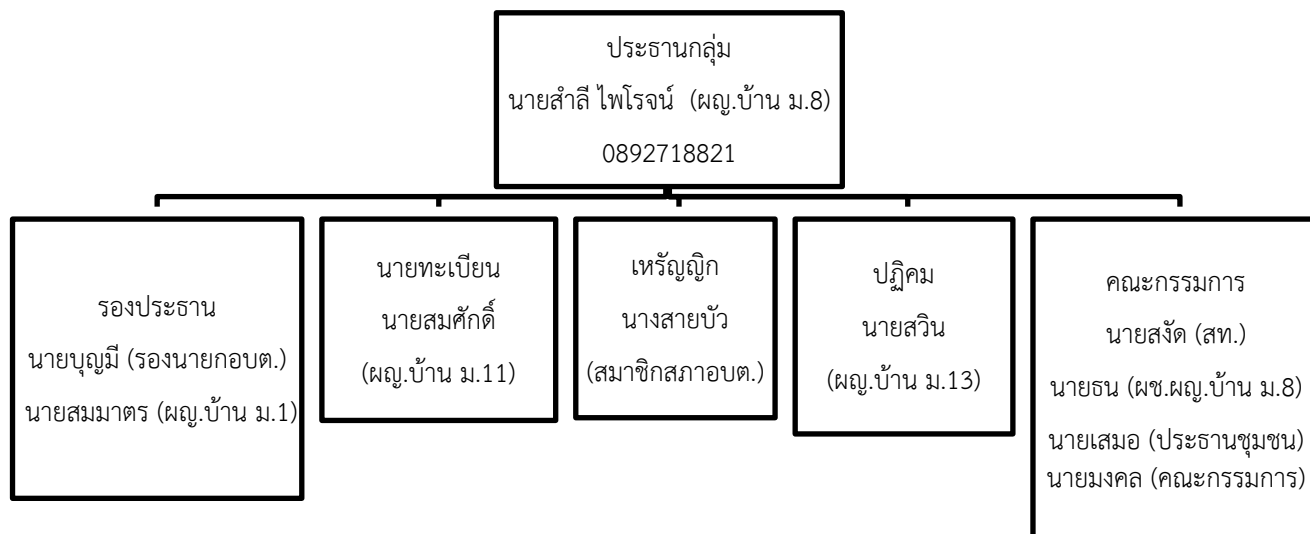 ประธานกลุ่ม
นายสำลี ไพโรจน์ (ผญ.บ้าน ม.8)
0892718821
รองประธาน
นายบุญมี (รองนายกอบต.)
นายสมมาตร (ผญ.บ้าน ม.1)
นายทะเบียน
นายสมศักดิ์
(ผญ.บ้าน ม.11)
เหรัญญิก
นางสายบัว
(สมาชิกสภาอบต.)
ปฏิคม
นายสวิน
(ผญ.บ้าน ม.13)
คณะกรรมการ
นายสงัด (สท.)
นายธน (ผช.ผญ.บ้าน ม.8)
นายเสมอ (ประธานชุมชน)
นายมงคล (คณะกรรมการ)